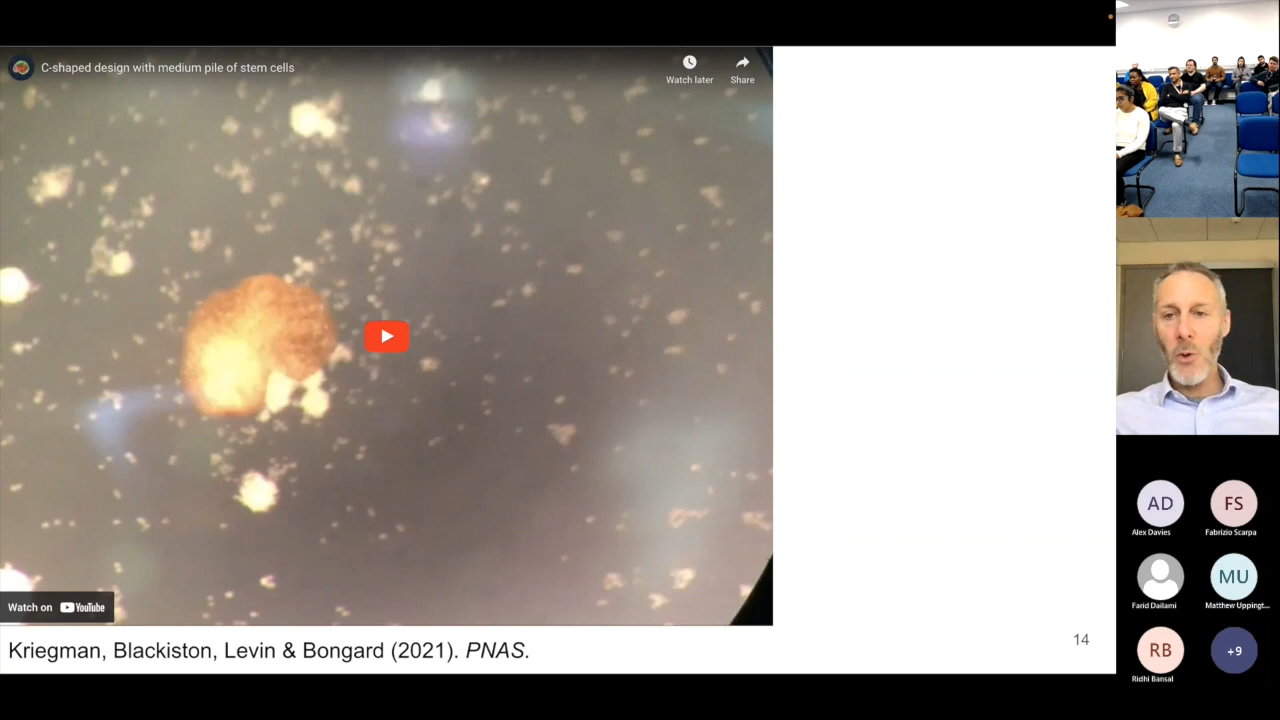 C-shaped design with medium pile of stem cells
Watch later
Share
Watch on YouTube
Kriegman, Blackiston, Levin & Bongard (2021). PNAS.
14
AD
FS
Alex Davies
Fabrizio Scarpa
MU
Farid Dailami
Matthew Uppingt...
RB
+9
Ridhi Bansal